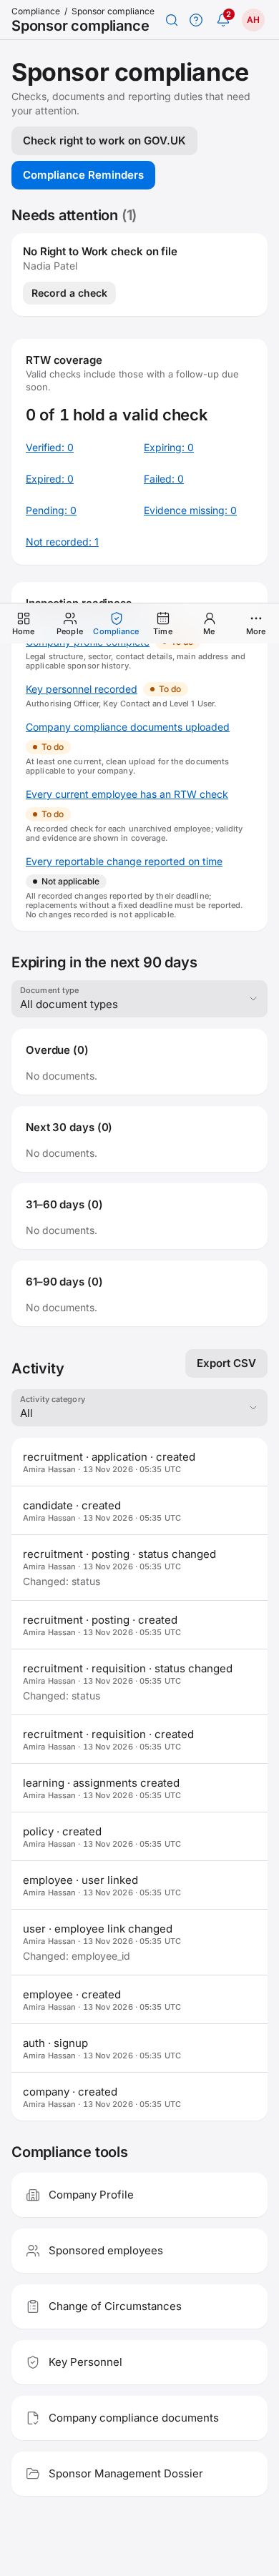 Compliance / Sponsor compliance
Sponsor compliance
2
AH
Sponsor compliance
Checks, documents and reporting duties that need
your attention.
Check right to work on GOV.UK
Compliance Reminders
Needs attention (1)
No Right to Work check on file
Nadia Patel
Record a check
RTW coverage
Valid checks include those with a follow-up due
soon.
0 of 1 hold a valid check
Verified: 0
Expiring: 0
Expired: 0
Failed: 0
Pending: 0
Evidence missing: 0
Not recorded: 1
Home
People
Compliance
Time
Me
More
Legal structure, sector, contact details, main address and
applicable sponsor history.
Key personnel recorded
To do
Authorising Officer, Key Contact and Level 1 User.
Company compliance documents uploaded
To do
At least one current, clean upload for the documents
applicable to your company.
Every current employee has an RTW check
To do
A recorded check for each unarchived employee; validity
and evidence are shown in coverage.
Every reportable change reported on time
Not applicable
All recorded changes reported by their deadline;
replacements without a fixed deadline must be reported.
No changes recorded is not applicable.
Expiring in the next 90 days
Document type
All document types
Overdue (0)
No documents.
Next 30 days (0)
No documents.
31–60 days (0)
No documents.
61–90 days (0)
No documents.
Activity
Export CSV
Activity category
All
recruitment · application · created
Amira Hassan · 13 Nov 2026 · 05:35 UTC
candidate · created
Amira Hassan · 13 Nov 2026 · 05:35 UTC
recruitment · posting · status changed
Amira Hassan · 13 Nov 2026 · 05:35 UTC
Changed: status
recruitment · posting · created
Amira Hassan · 13 Nov 2026 · 05:35 UTC
recruitment · requisition · status changed
Amira Hassan · 13 Nov 2026 · 05:35 UTC
Changed: status
recruitment · requisition · created
Amira Hassan · 13 Nov 2026 · 05:35 UTC
learning · assignments created
Amira Hassan · 13 Nov 2026 · 05:35 UTC
policy · created
Amira Hassan · 13 Nov 2026 · 05:35 UTC
employee · user linked
Amira Hassan · 13 Nov 2026 · 05:35 UTC
user · employee link changed
Amira Hassan · 13 Nov 2026 · 05:35 UTC
Changed: employee_id
employee · created
Amira Hassan · 13 Nov 2026 · 05:35 UTC
auth · signup
Amira Hassan · 13 Nov 2026 · 05:35 UTC
company · created
Amira Hassan · 13 Nov 2026 · 05:35 UTC
Compliance tools
Company Profile
Sponsored employees
Change of Circumstances
Key Personnel
Company compliance documents
Sponsor Management Dossier